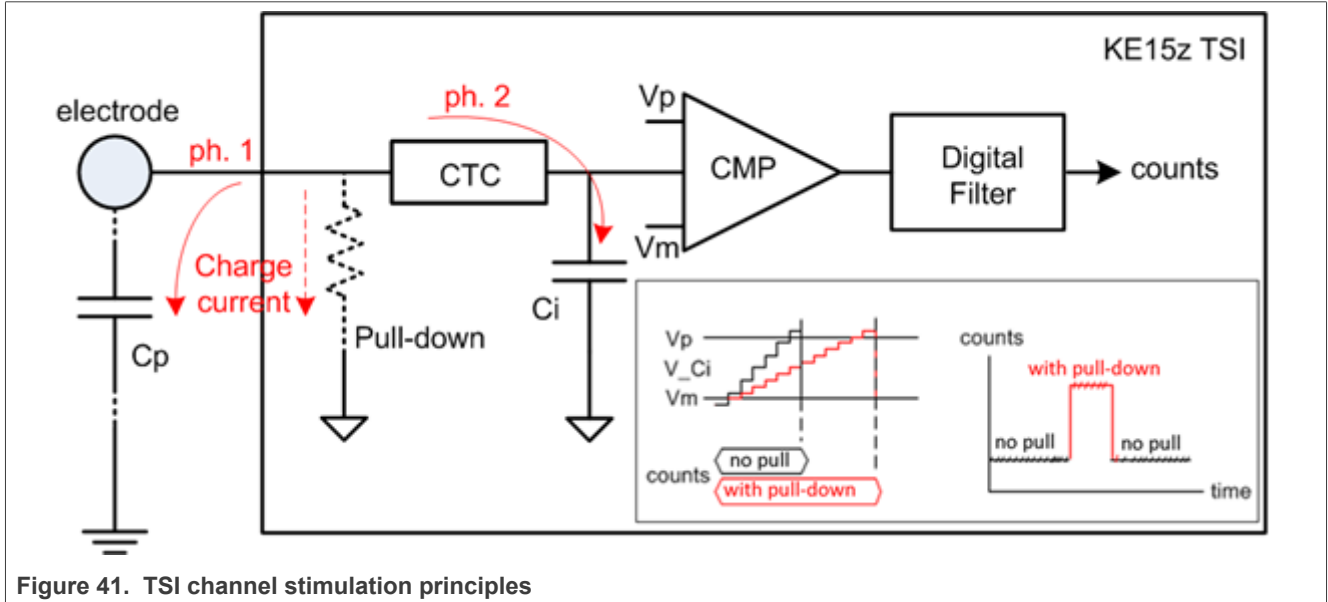 KE15z TSI
electrode
ph. 1
ph. 2
Vp
CTC
CMP
Digital
Filter
counts
Vm
Charge
current
Cp
Pull-down
Ci
Vp
V_Ci
Vm
counts
no pull
with pull-down
counts
with pull-down
no pull
no pull
time
Figure 41. TSI channel stimulation principles